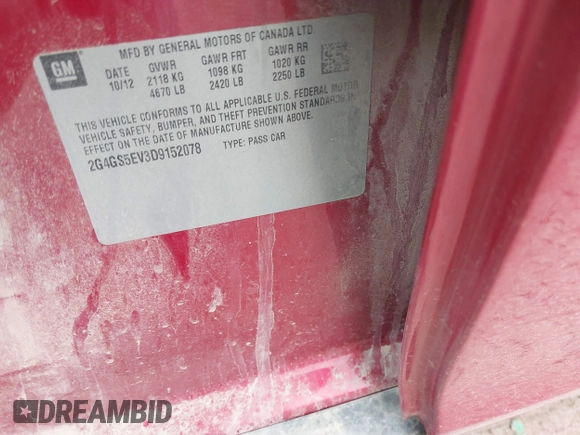 MFD BY GENERAL MOTORS OF CANADA LTD.
GM
DATE GVWR GAWR FRT GAWR RR
10/12 2118 KG 1098 KG 1020 KG
4670 LB 2420 LB 2250 LB
THIS VEHICLE CONFORMS TO ALL APPLICABLE U.S. FEDERAL MOTOR
VEHICLE SAFETY, BUMPER, AND THEFT PREVENTION STANDARDS IN
EFFECT ON THE DATE OF MANUFACTURE SHOWN ABOVE.
2G4GS5EV3D9152078 TYPE: PASS CAR
DREAMBID